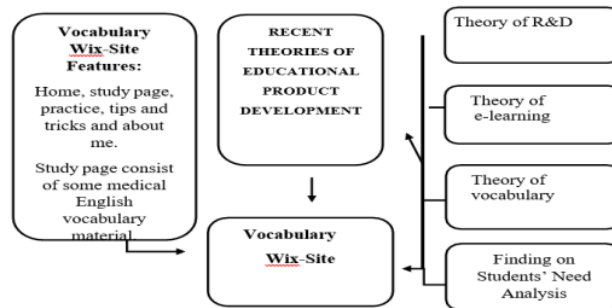 Vocabulary
Wix-Site
Features:
Home, study page,
practice, tips and
tricks and about
me.
Study page consist
of some medical
English
vocabulary
material.
RECENT
THEORIES OF
EDUCATIONAL
PRODUCT
DEVELOPMENT
Vocabulary
Wix-Site
Theory of R&D
Theory of
e-learning
Theory of
vocabulary
Finding on
Students' Need
Analysis